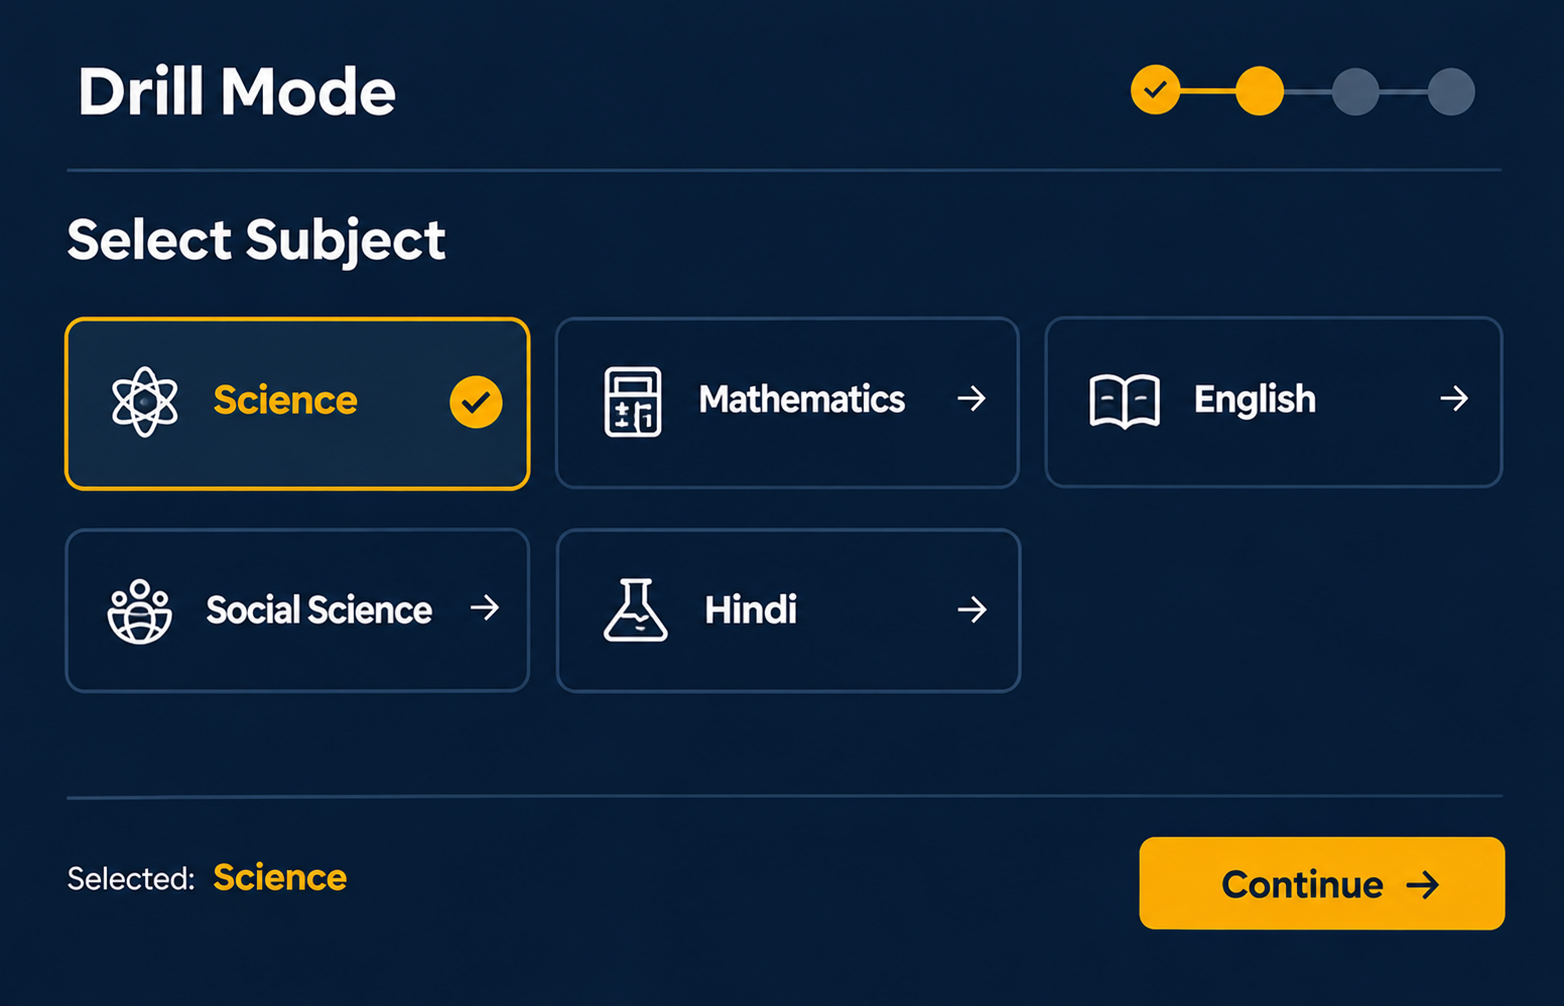 Drill Mode
Select Subject
Science
Mathematics
English
Social Science
Hindi
Selected: Science
Continue